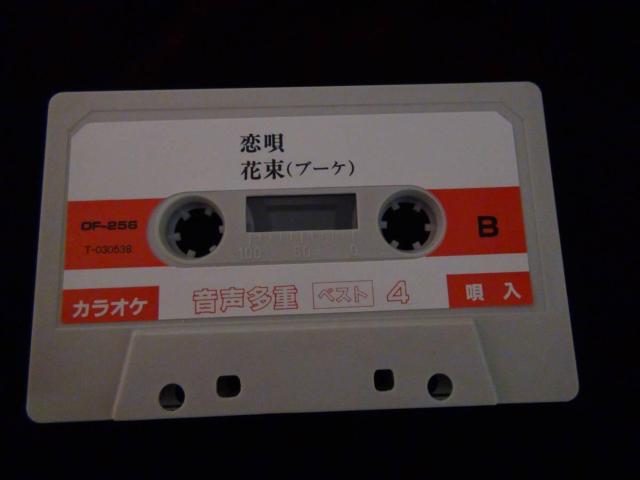 恋唄
花束(ブーケ)
OF-256
T-030538
B
100 50 0
カラオケ
音声多重 ベスト 4
唄入